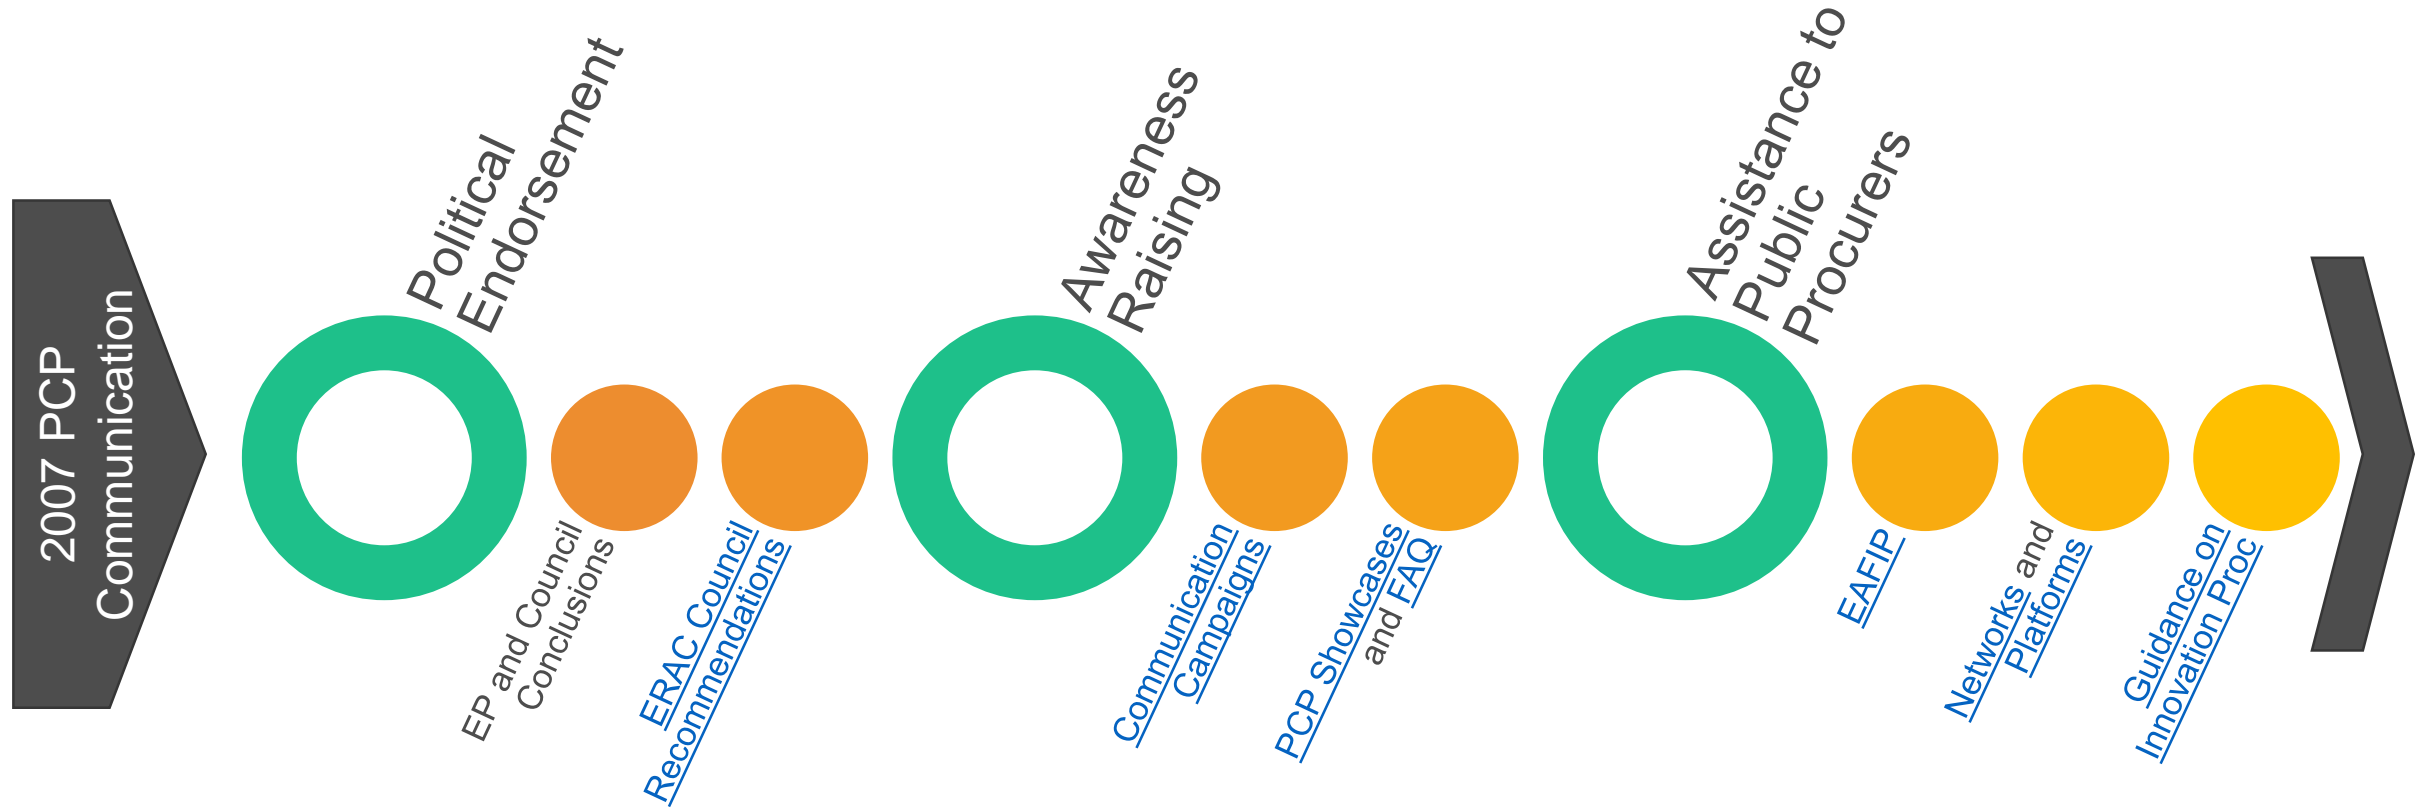 2007 PCP
Communication
Political
Endorsement
EP and Council
Conclusions
ERAC Council
Recommendations
Awareness
Raising
Communication
Campaigns
PCP Showcases
and FAQ
Assistance to
Public
Procurers
EAFIP
Networks and
Platforms
Guidance on
Innovation Proc